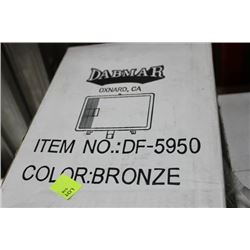 DABMAR
OXNARD, CA
ITEM NO.:DF-5950
COLOR:BRONZE